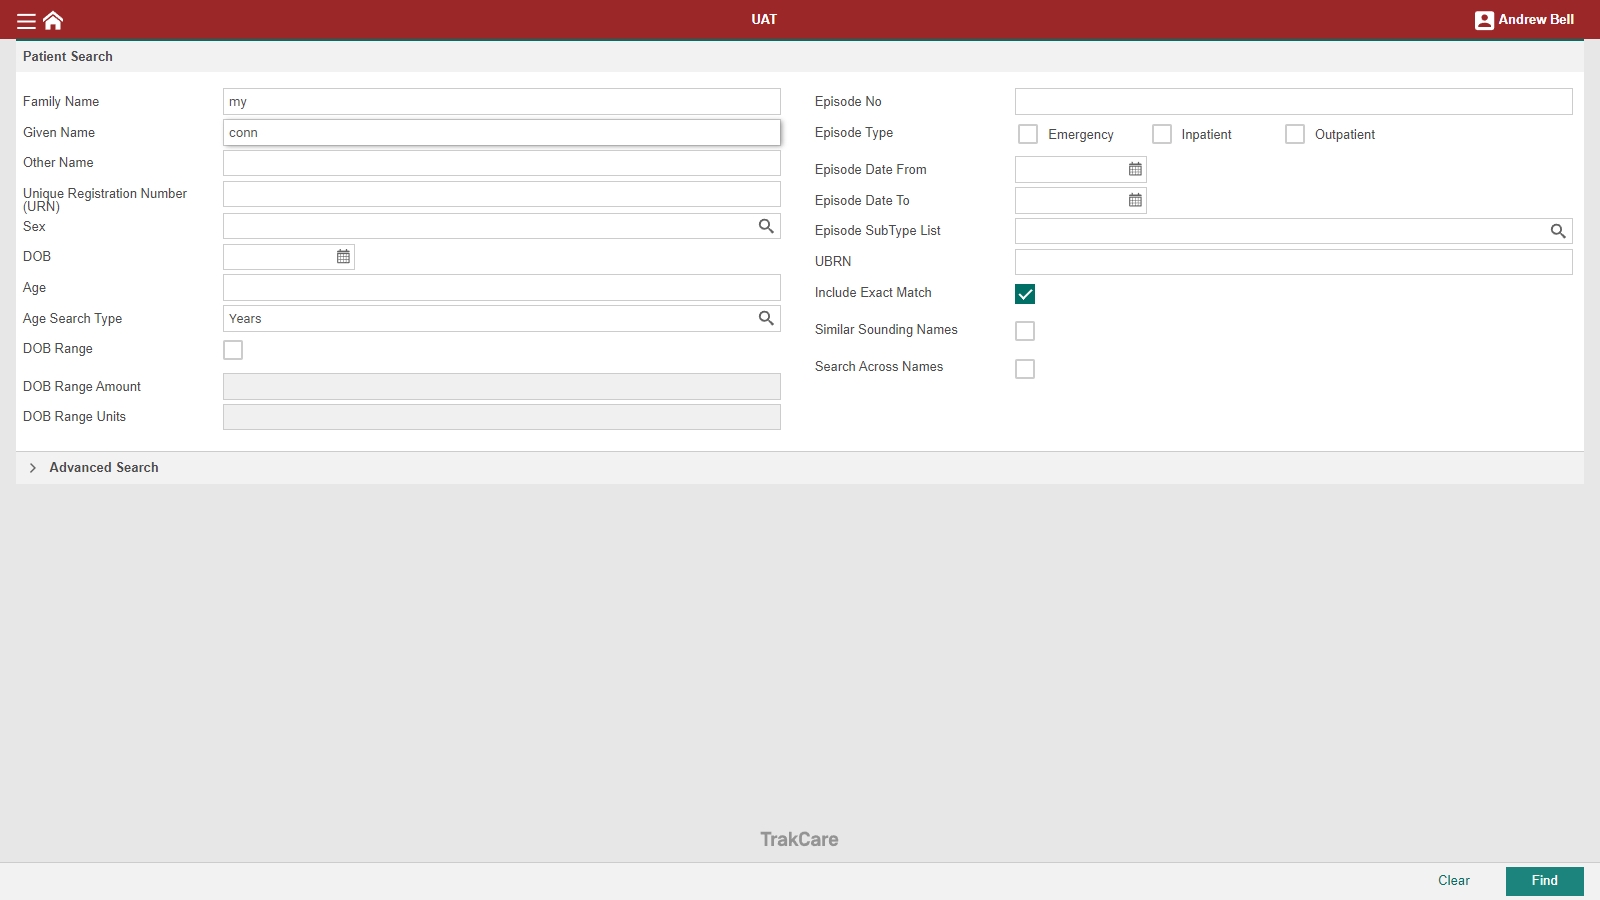 UAT
Andrew Bell
Patient Search
Family Name
my
Given Name
conn
Other Name
Unique Registration Number
(URN)
Sex
DOB
Age
Age Search Type
Years
DOB Range
DOB Range Amount
DOB Range Units
Episode No
Episode Type
Emergency
Inpatient
Outpatient
Episode Date From
Episode Date To
Episode SubType List
UBRN
Include Exact Match
Similar Sounding Names
Search Across Names
Advanced Search
TrakCare
Clear
Find